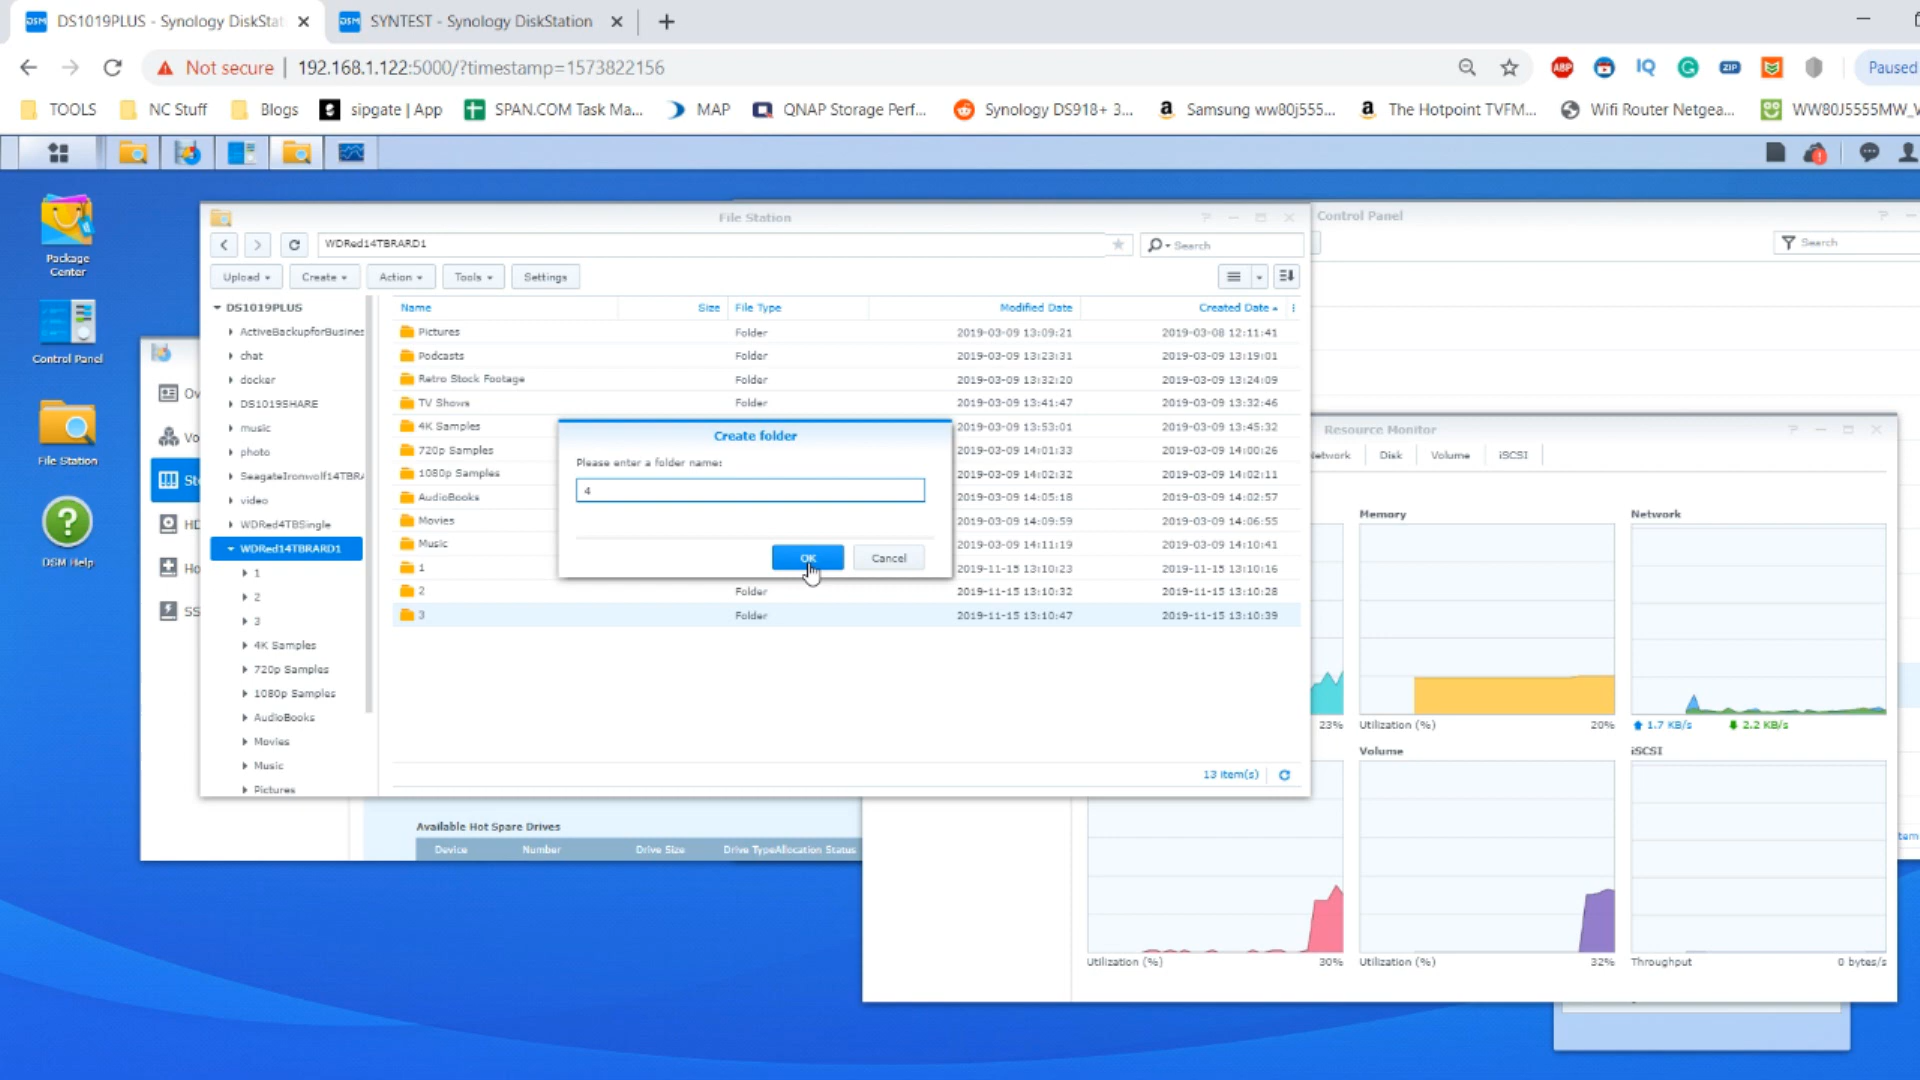 DS1019PLUS - Synology DiskStat
SYNTEST - Synology DiskStation
Not secure | 192.168.1.122:5000/?timestamp=1573822156
ABP
IQ
ZIP
Paused
TOOLS
NC Stuff
Blogs
sipgate | App
SPAN.COM Task Ma...
MAP
QNAP Storage Perf...
Synology DS918+ 3...
Samsung ww80j555...
The Hotpoint TVFM...
Wifi Router Netgea...
WW80J5555MW_V
Package
Center
Control Panel
File Station
DSM Help
File Station
WDRed14TBRARD1
Search
Upload
Create
Action
Tools
Settings
DS1019PLUS
ActiveBackupforBusines
chat
docker
DS1019SHARE
music
photo
SeagateIronwolf14TBRA
video
WDRed4TBSingle
WDRed14TBRARD1
1
2
3
4K Samples
720p Samples
1080p Samples
AudioBooks
Movies
Music
Pictures
Name Size File Type Modified Date Created Date
Pictures Folder 2019-03-09 13:09:21 2019-03-08 12:11:41
Podcasts Folder 2019-03-09 13:23:31 2019-03-09 13:19:01
Retro Stock Footage Folder 2019-03-09 13:32:20 2019-03-09 13:24:09
TV Shows Folder 2019-03-09 13:41:47 2019-03-09 13:32:46
4K Samples 2019-03-09 13:53:01 2019-03-09 13:45:32
720p Samples 2019-03-09 14:01:33 2019-03-09 14:00:26
1080p Samples 2019-03-09 14:02:32 2019-03-09 14:02:11
AudioBooks 2019-03-09 14:05:18 2019-03-09 14:02:57
Movies 2019-03-09 14:09:59 2019-03-09 14:06:55
Music 2019-03-09 14:11:19 2019-03-09 14:10:41
1 2019-11-15 13:10:23 2019-11-15 13:10:16
2 Folder 2019-11-15 13:10:32 2019-11-15 13:10:28
3 Folder 2019-11-15 13:10:47 2019-11-15 13:10:39
13 item(s)
Create folder
Please enter a folder name:
4
OK
Cancel
Ov
Vo
St
HD
Ho
SS
Available Hot Spare Drives
Device Number Drive Size Drive Type Allocation Status
Control Panel
Search
Resource Monitor
Network
Disk
Volume
iSCSI
23%
Memory
Utilization (%) 20%
Network
1.7 KB/s 2.2 KB/s
Utilization (%) 30%
Volume
Utilization (%) 32%
iSCSI
Throughput 0 bytes/s